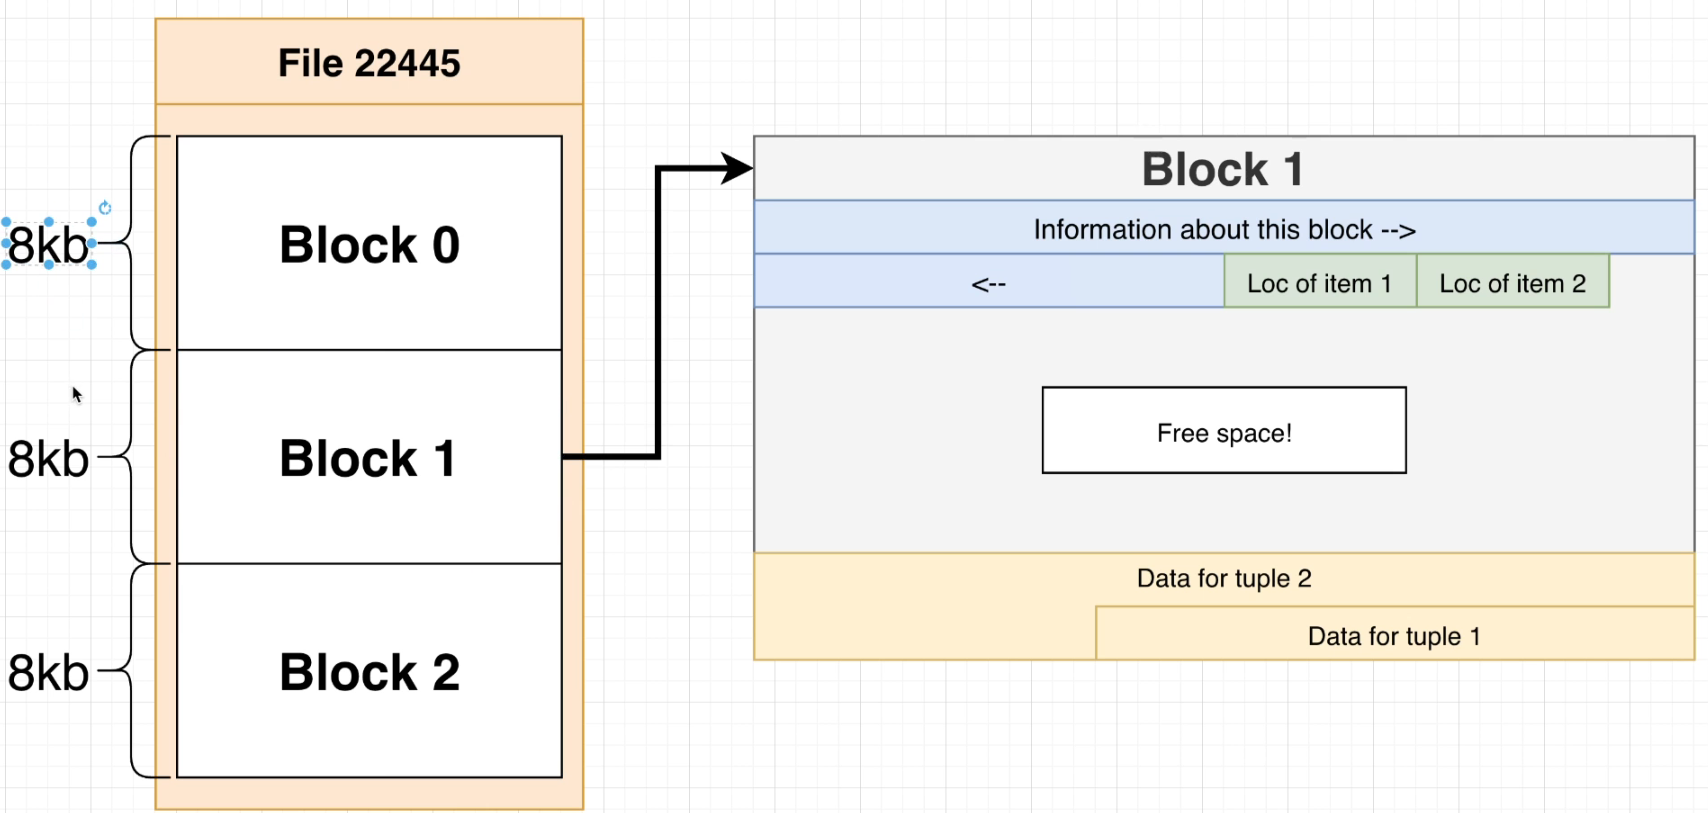 File 22445
8kb
Block 0
8kb
Block 1
8kb
Block 2
Block 1
Information about this block -->
<--
Loc of item 1
Loc of item 2
Free space!
Data for tuple 2
Data for tuple 1